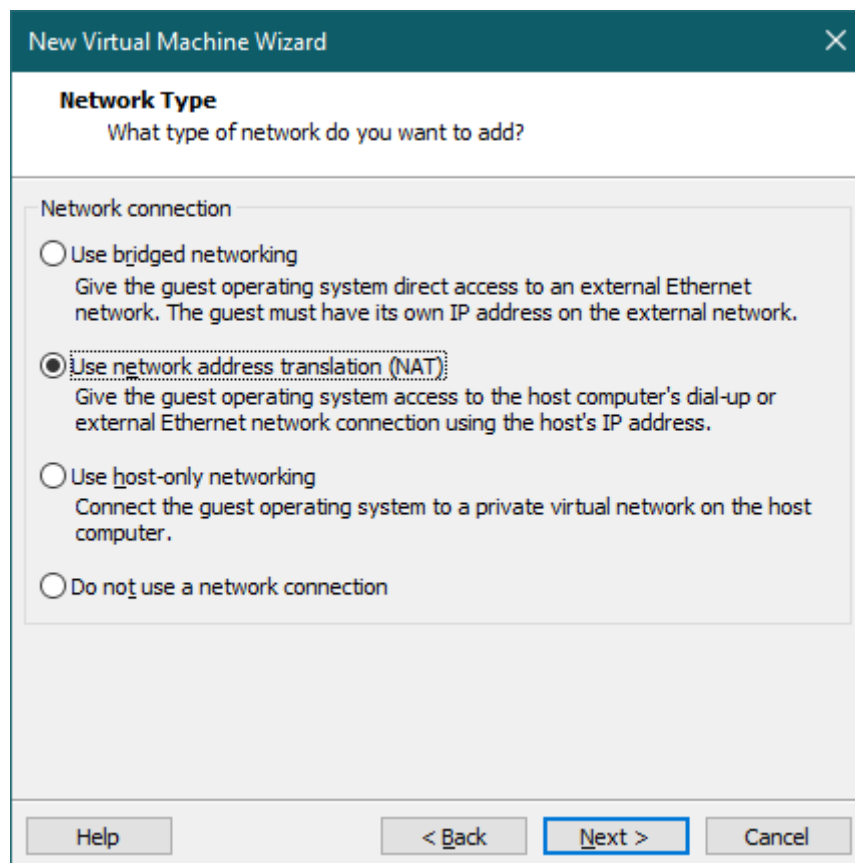 New Virtual Machine Wizard
Network Type
What type of network do you want to add?
Network connection
Use bridged networking
Give the guest operating system direct access to an external Ethernet
network. The guest must have its own IP address on the external network.
Use network address translation (NAT)
Give the guest operating system access to the host computer's dial-up or
external Ethernet network connection using the host's IP address.
Use host-only networking
Connect the guest operating system to a private virtual network on the host
computer.
Do not use a network connection
Help < Back Next > Cancel